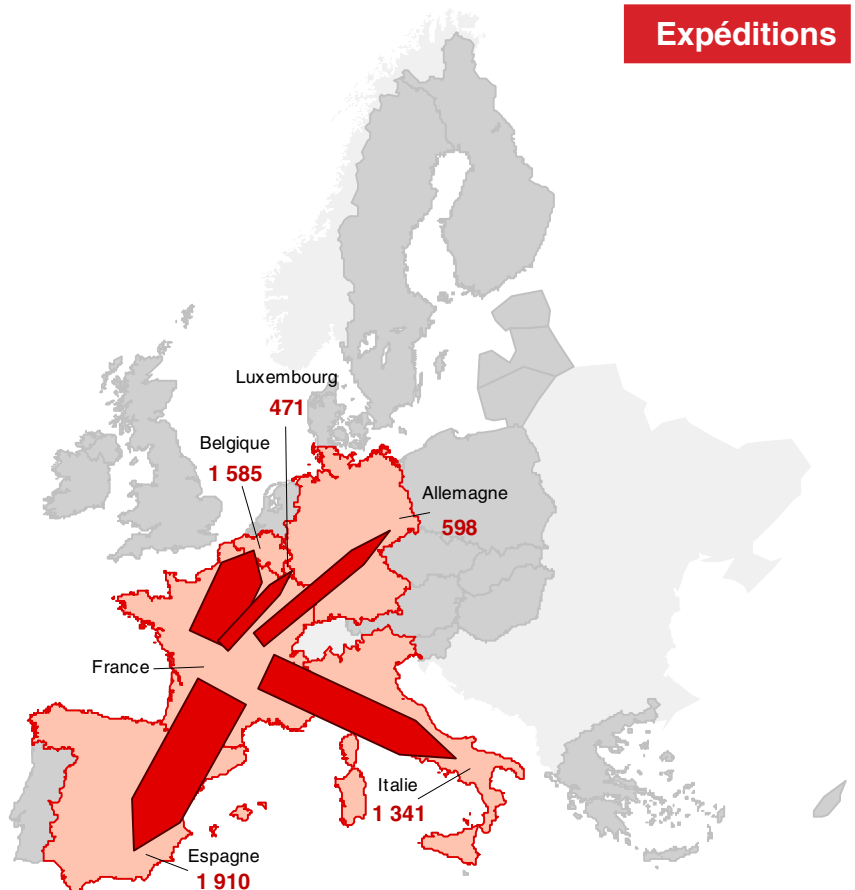 Expéditions
Luxembourg
471
Belgique
1 585
Allemagne
598
France
Italie
1 341
Espagne
1 910